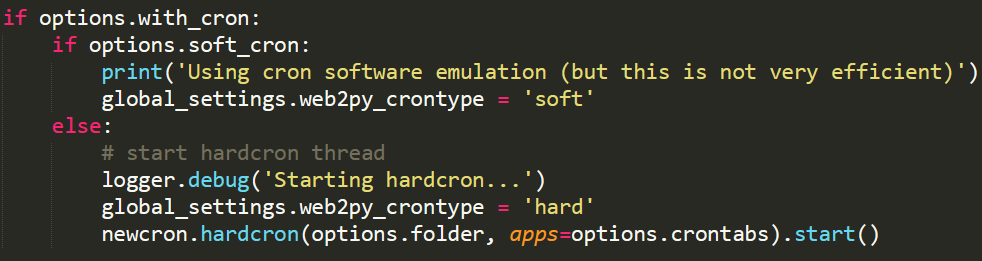 if options.with_cron:
    if options.soft_cron:
        print('Using cron software emulation (but this is not very efficient)')
        global_settings.web2py_crontype = 'soft'
    else:
        # start hardcron thread
        logger.debug('Starting hardcron...')
        global_settings.web2py_crontype = 'hard'
        newcron.hardcron(options.folder, apps=options.crontabs).start()